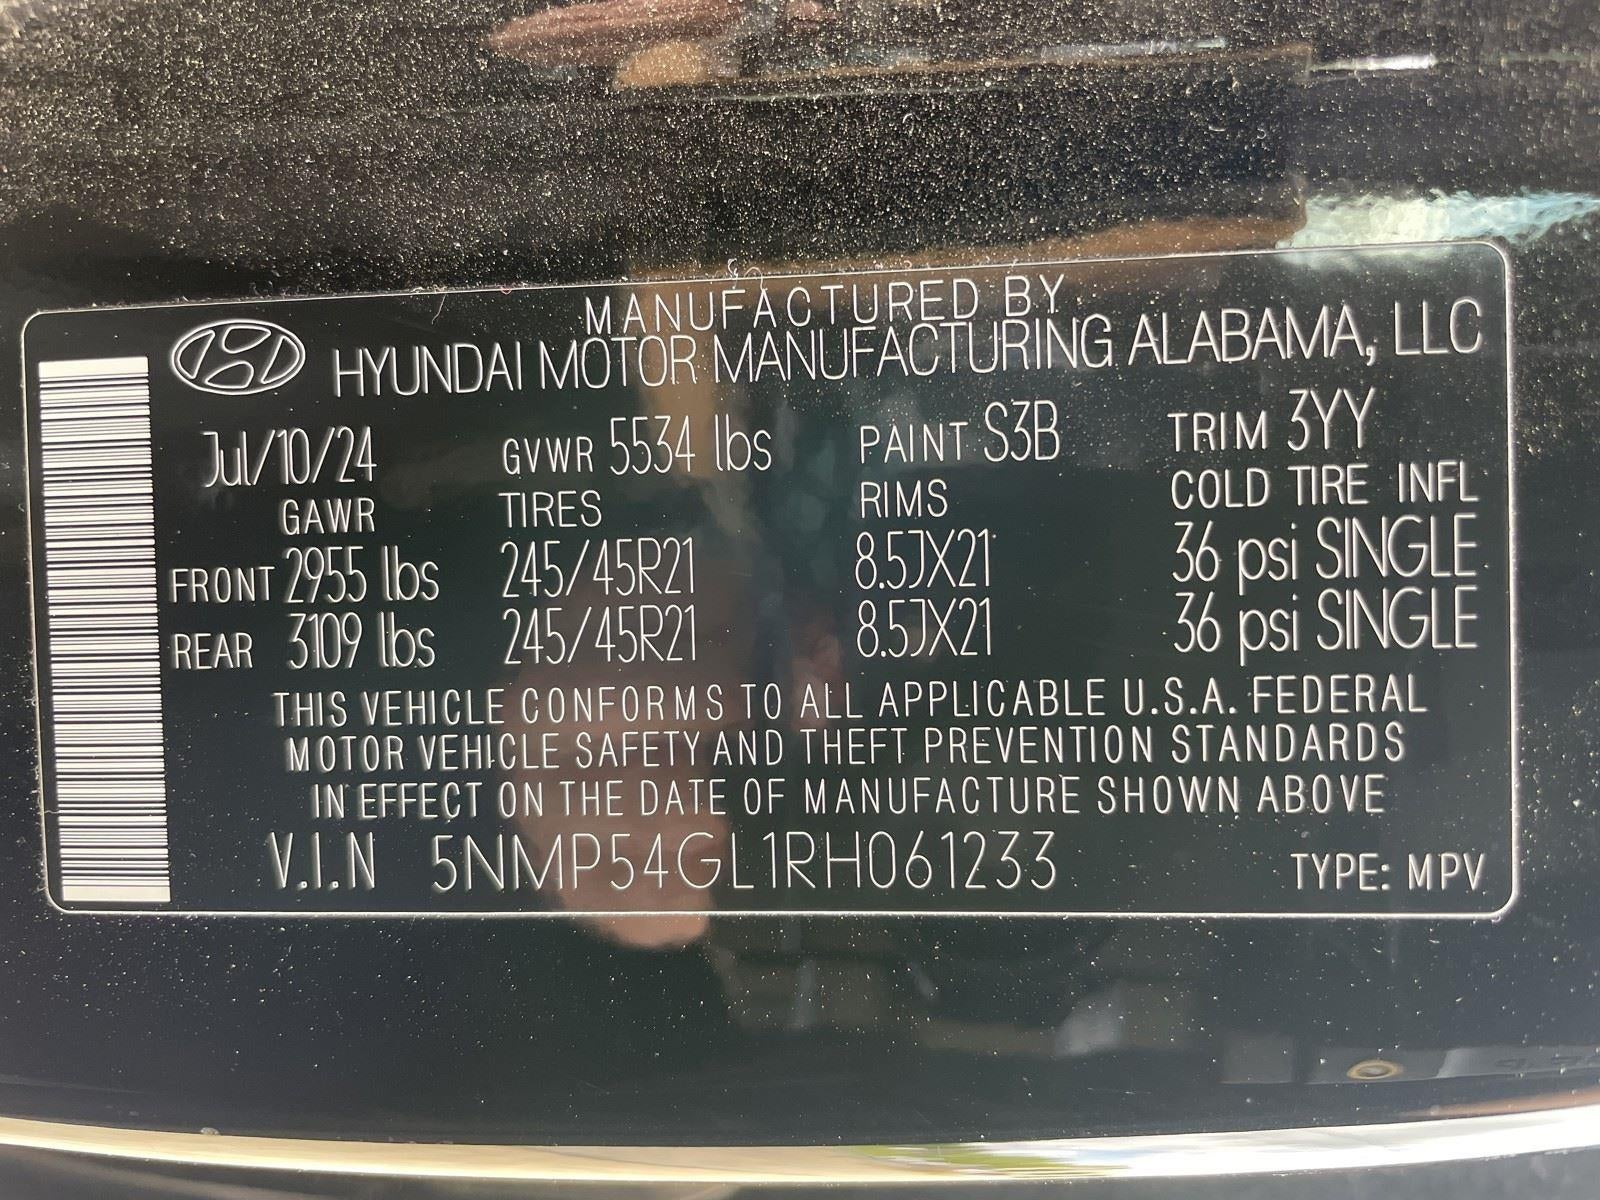 MANUFACTURED BY
HYUNDAI MOTOR MANUFACTURING ALABAMA, LLC
Jul/10/24 GVWR 5534 lbs PAINT S3B TRIM 3YY
GAWR TIRES RIMS COLD TIRE INFL
FRONT 2955 lbs 245/45R21 8.5JX21 36 psi SINGLE
REAR 3109 lbs 245/45R21 8.5JX21 36 psi SINGLE
THIS VEHICLE CONFORMS TO ALL APPLICABLE U.S.A. FEDERAL
MOTOR VEHICLE SAFETY AND THEFT PREVENTION STANDARDS
IN EFFECT ON THE DATE OF MANUFACTURE SHOWN ABOVE
V.I.N 5NMP54GL1RH061233 TYPE: MPV